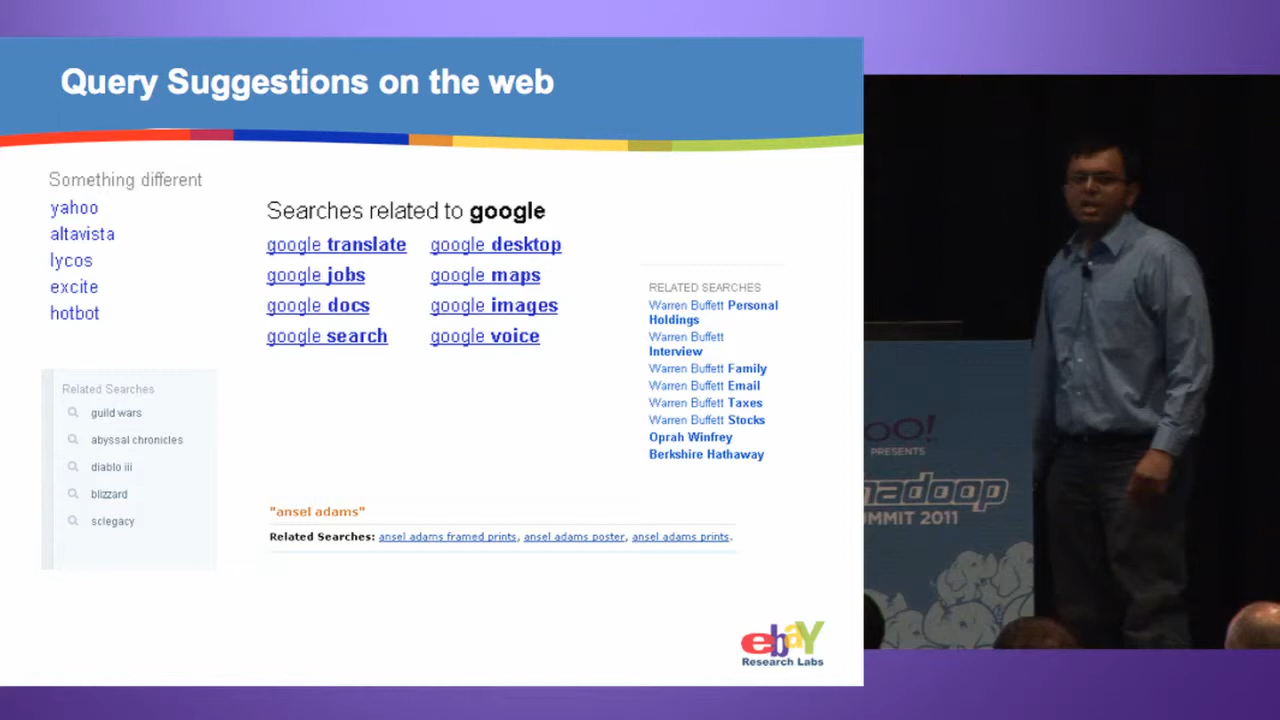 Query Suggestions on the web
Something different
yahoo
altavista
lycos
excite
hotbot
Searches related to google
google translate google desktop
google jobs google maps
google docs google images
google search google voice
RELATED SEARCHES
Warren Buffett Personal
Holdings
Warren Buffett
Interview
Warren Buffett Family
Warren Buffett Email
Warren Buffett Taxes
Warren Buffett Stocks
Oprah Winfrey
Berkshire Hathaway
Related Searches
guild wars
abyssal chronicles
diablo iii
blizzard
sclegacy
"ansel adams"
Related Searches: ansel adams framed prints, ansel adams poster, ansel adams prints.
ebaY
Research Labs
OO!
PRESENTS
hadoop
MMIT 2011